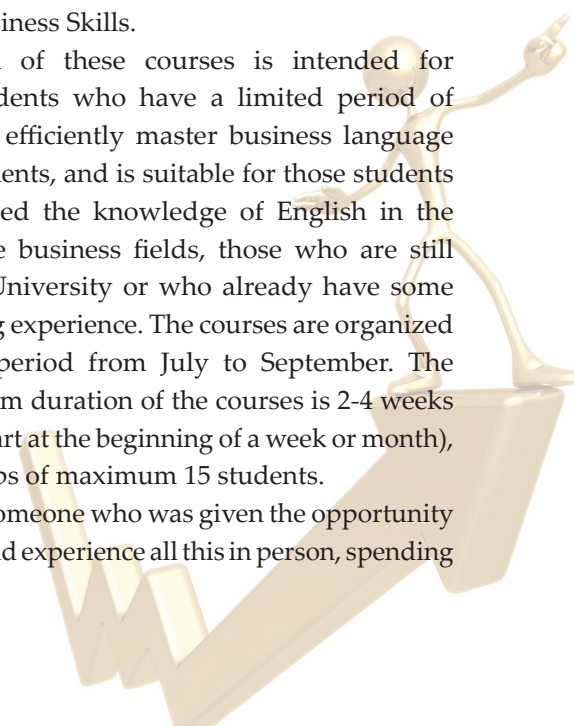 iness Skills.
of these courses is intended for
dents who have a limited period of
efficiently master business language
ents, and is suitable for those students
ed the knowledge of English in the
e business fields, those who are still
University or who already have some
g experience. The courses are organized
period from July to September. The
m duration of the courses is 2-4 weeks
art at the beginning of a week or month),
ps of maximum 15 students.
omeone who was given the opportunity
d experience all this in person, spending